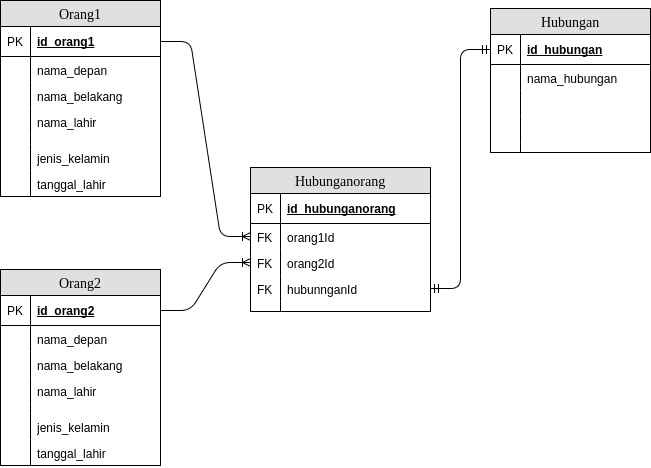 Orang1
PK id_orang1
nama_depan
nama_belakang
nama_lahir
jenis_kelamin
tanggal_lahir
Hubungan
PK id_hubungan
nama_hubungan
Hubunganorang
PK id_hubunganorang
FK orang1Id
FK orang2Id
FK hubunnganId
Orang2
PK id_orang2
nama_depan
nama_belakang
nama_lahir
jenis_kelamin
tanggal_lahir